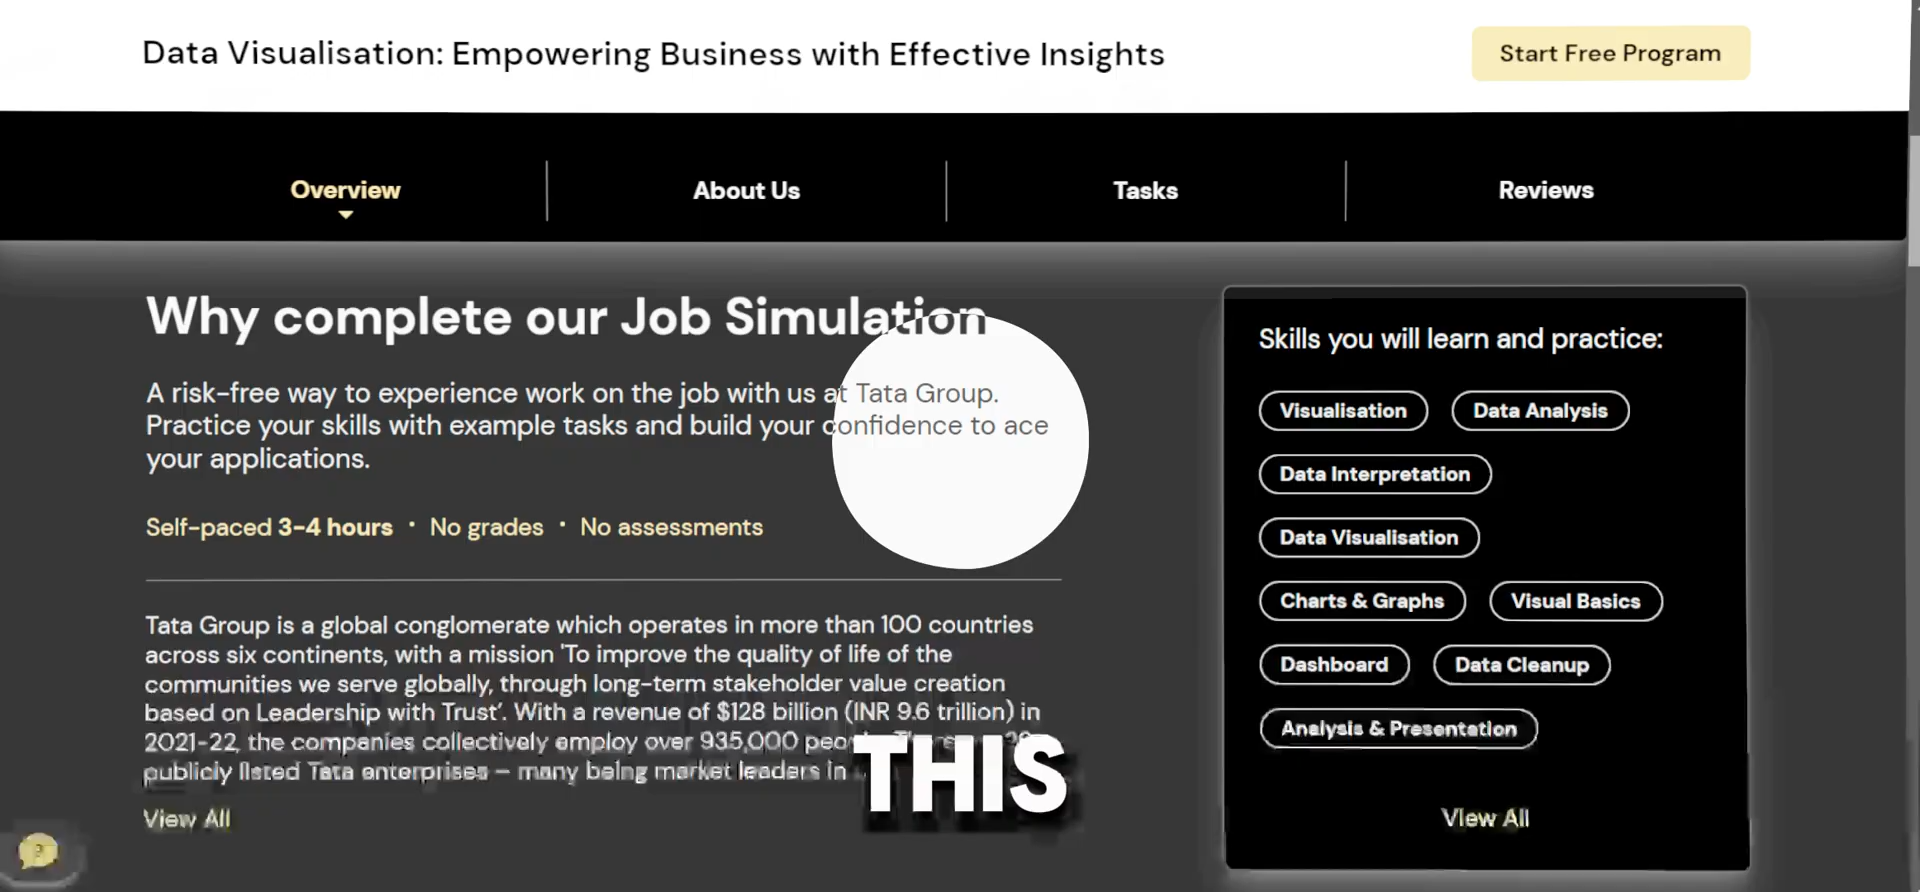 Data Visualisation: Empowering Business with Effective Insights
Start Free Program
Overview
About Us
Tasks
Reviews
Why complete our Job Simulation
A risk-free way to experience work on the job with us at Tata Group.
Practice your skills with example tasks and build your confidence to ace
your applications.
Self-paced 3-4 hours · No grades · No assessments
Tata Group is a global conglomerate which operates in more than 100 countries
across six continents, with a mission 'To improve the quality of life of the
communities we serve globally, through long-term stakeholder value creation
based on Leadership with Trust'. With a revenue of $128 billion (INR 9.6 trillion) in
2021-22, the companies collectively employ over 935,000
publicly listed Tata enterprises – many being market leaders in
View All
THIS
Skills you will learn and practice:
Visualisation
Data Analysis
Data Interpretation
Data Visualisation
Charts & Graphs
Visual Basics
Dashboard
Data Cleanup
Analysis & Presentation
View All
?